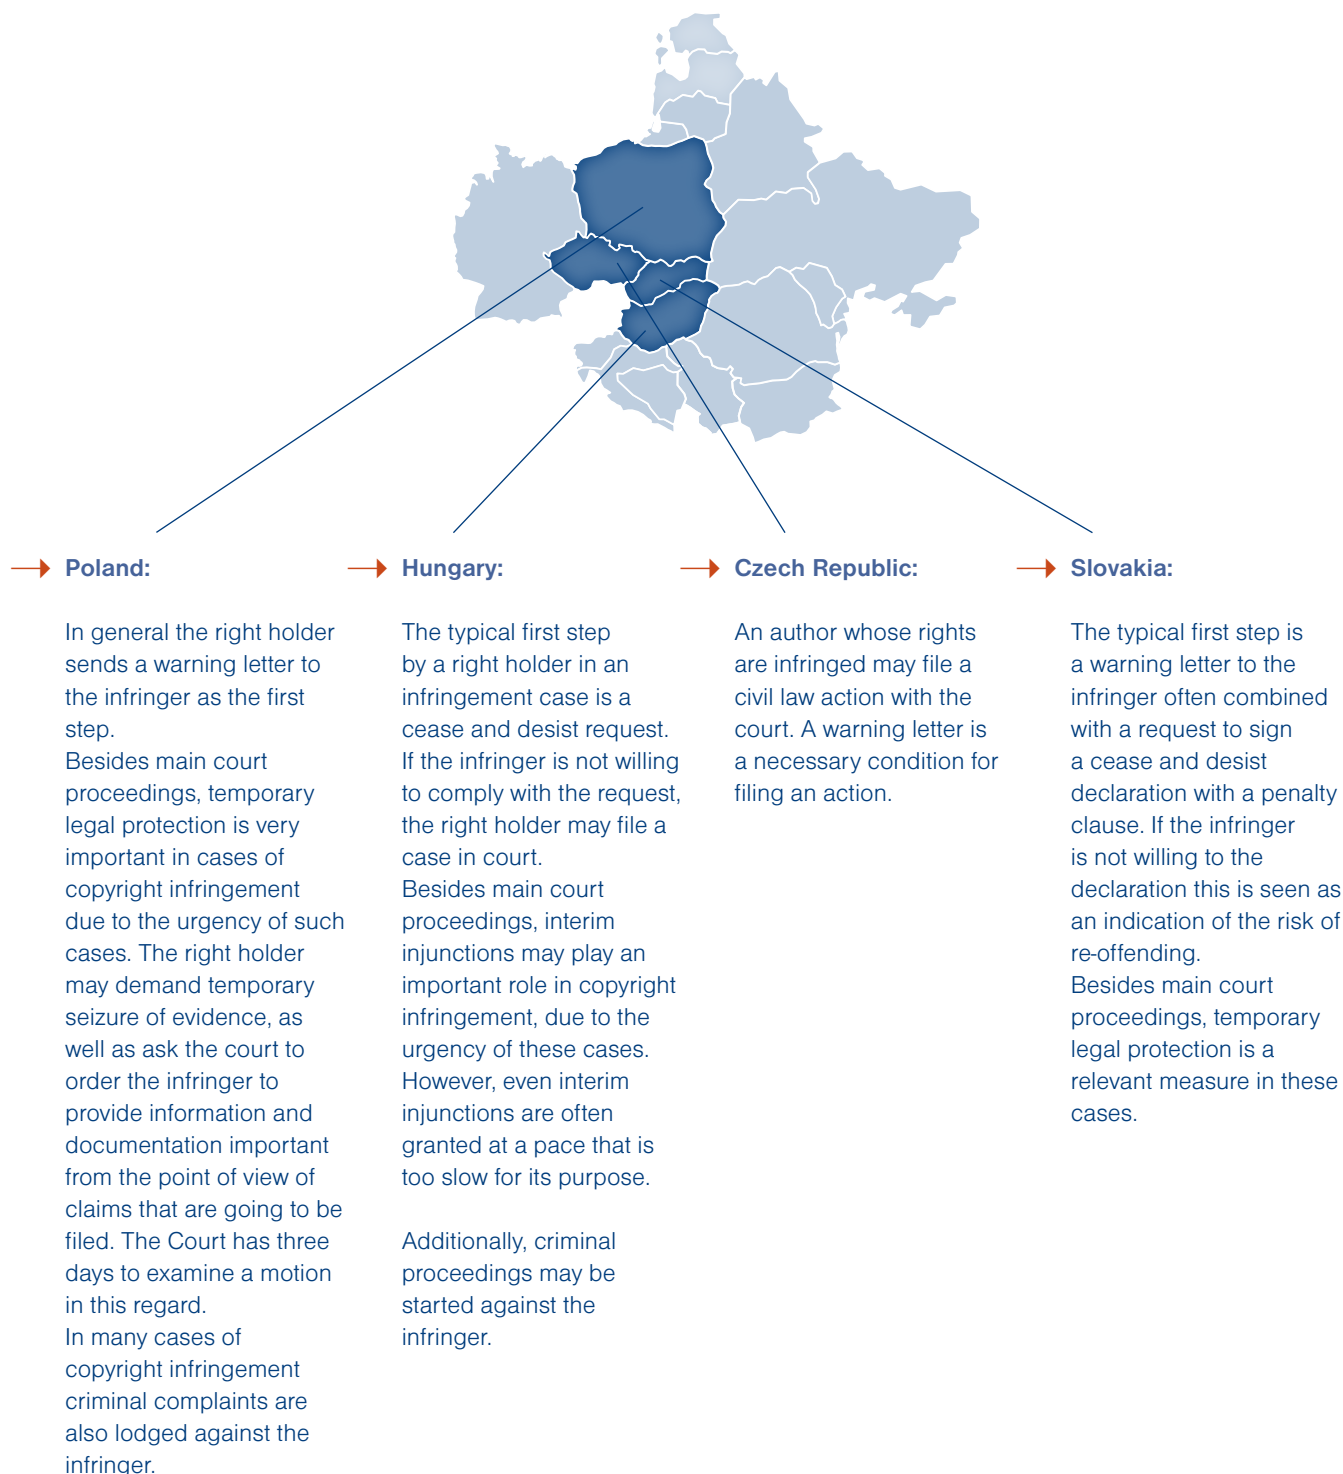 Poland:
In general the right holder
sends a warning letter to
the infringer as the first
step.
Besides main court
proceedings, temporary
legal protection is very
important in cases of
copyright infringement
due to the urgency of such
cases. The right holder
may demand temporary
seizure of evidence, as
well as ask the court to
order the infringer to
provide information and
documentation important
from the point of view of
claims that are going to be
filed. The Court has three
days to examine a motion
in this regard.
In many cases of
copyright infringement
criminal complaints are
also lodged against the
infringer.
Hungary:
The typical first step
by a right holder in an
infringement case is a
cease and desist request.
If the infringer is not willing
to comply with the request,
the right holder may file a
case in court.
Besides main court
proceedings, interim
injunctions may play an
important role in copyright
infringement, due to the
urgency of these cases.
However, even interim
injunctions are often
granted at a pace that is
too slow for its purpose.
Additionally, criminal
proceedings may be
started against the
infringer.
Czech Republic:
An author whose rights
are infringed may file a
civil law action with the
court. A warning letter is
a necessary condition for
filing an action.
Slovakia:
The typical first step is
a warning letter to the
infringer often combined
with a request to sign
a cease and desist
declaration with a penalty
clause. If the infringer
is not willing to the
declaration this is seen as
an indication of the risk of
re-offending.
Besides main court
proceedings, temporary
legal protection is a
relevant measure in these
cases.